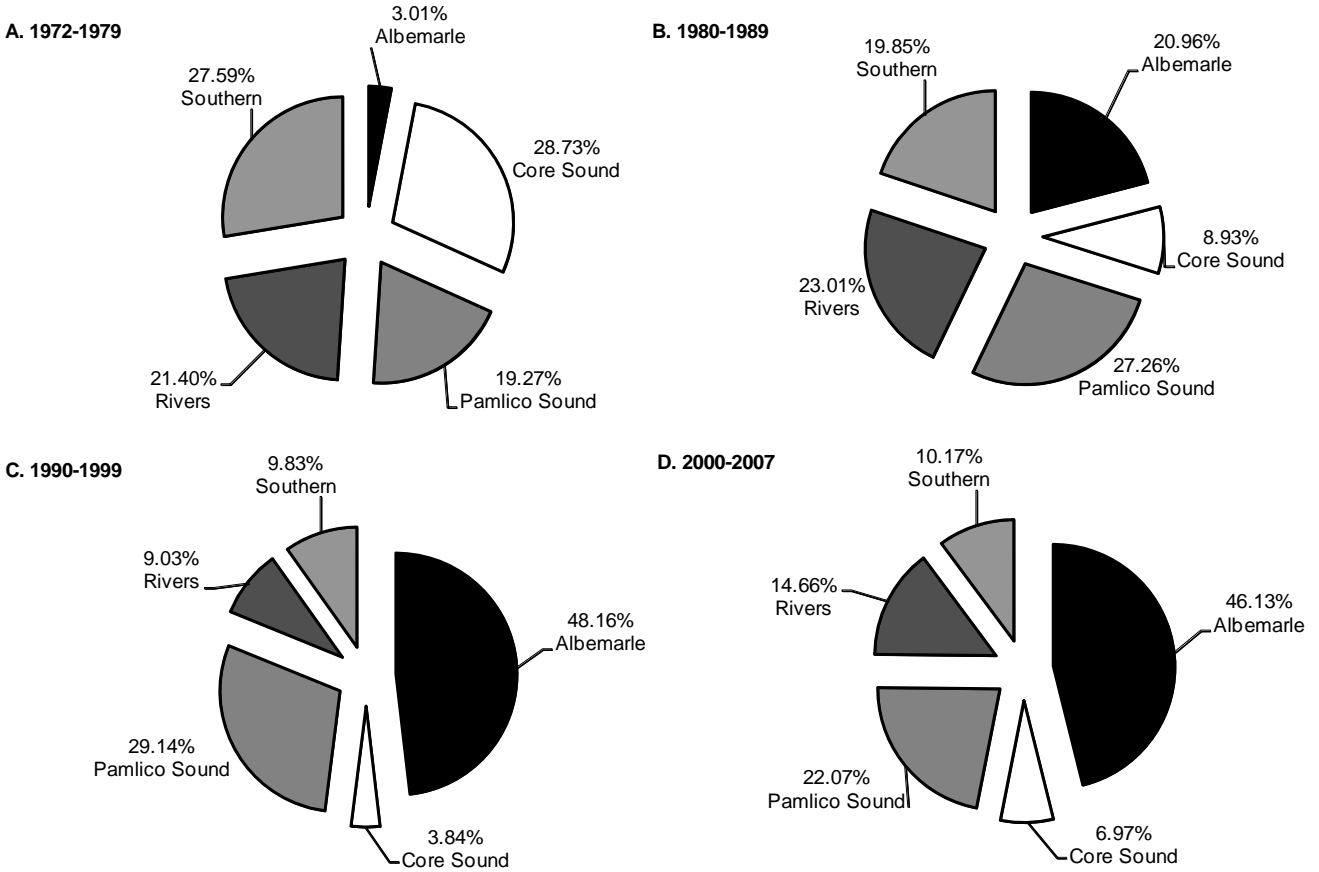 A. 1972-1979
3.01%
Albemarle
27.59%
Southern
28.73%
Core Sound
21.40%
Rivers
19.27%
Pamlico Sound
B. 1980-1989
19.85%
Southern
20.96%
Albemarle
8.93%
Core Sound
23.01%
Rivers
27.26%
Pamlico Sound
C. 1990-1999
9.83%
Southern
9.03%
Rivers
48.16%
Albemarle
29.14%
Pamlico Sound
3.84%
Core Sound
D. 2000-2007
10.17%
Southern
14.66%
Rivers
46.13%
Albemarle
22.07%
Pamlico Sound
6.97%
Core Sound